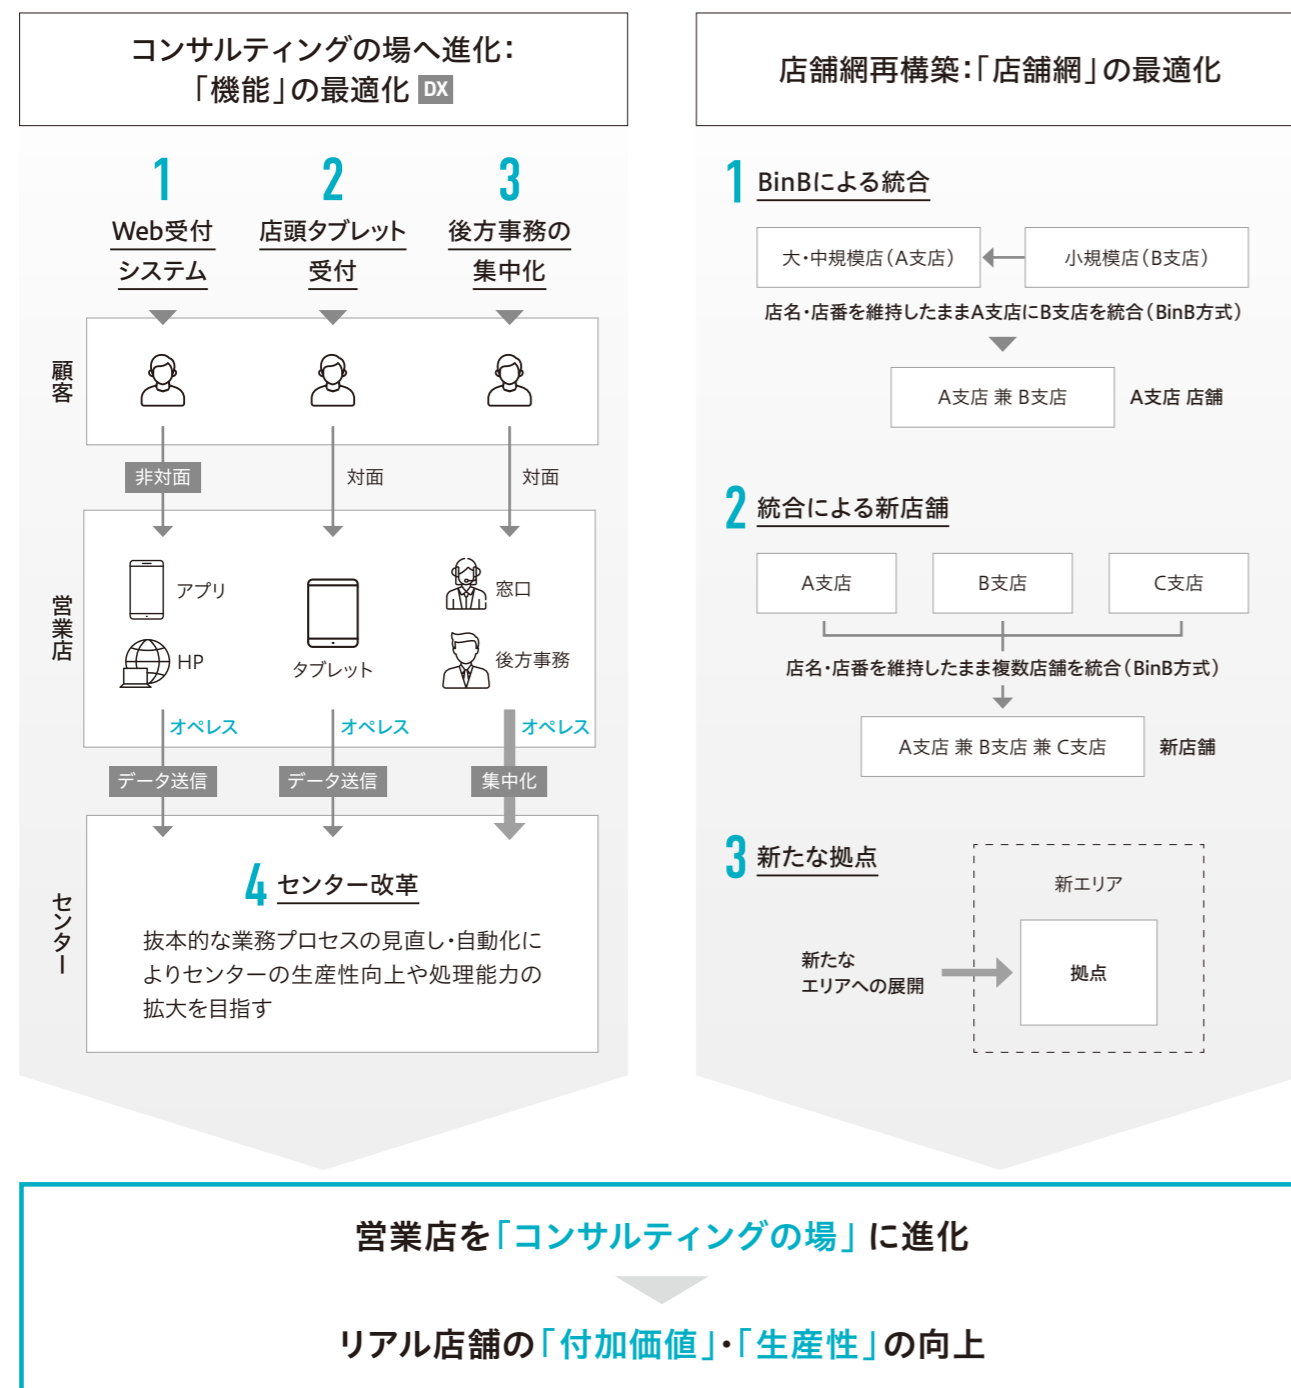 コンサルティングの場へ進化：
「機能」の最適化 DX
1
Web受付
システム
2
店頭タブレット
受付
3
後方事務の
集中化
顧客
非対面
対面
対面
営業店
アプリ
HP
タブレット
窓口
後方事務
オペレス
オペレス
オペレス
データ送信
データ送信
集中化
センター
4 センター改革
抜本的な業務プロセスの見直し・自動化に
よりセンターの生産性向上や処理能力の
拡大を目指す
店舗網再構築：「店舗網」の最適化
1 BinBによる統合
大・中規模店（A支店）
小規模店（B支店）
店名・店番を維持したままA支店にB支店を統合（BinB方式）
A支店 兼 B支店
A支店 店舗
2 統合による新店舗
A支店
B支店
C支店
店名・店番を維持したまま複数店舗を統合（BinB方式）
A支店 兼 B支店 兼 C支店
新店舗
3 新たな拠点
新エリア
新たな
エリアへの展開
拠点
営業店を「コンサルティングの場」に進化
リアル店舗の「付加価値」・「生産性」の向上